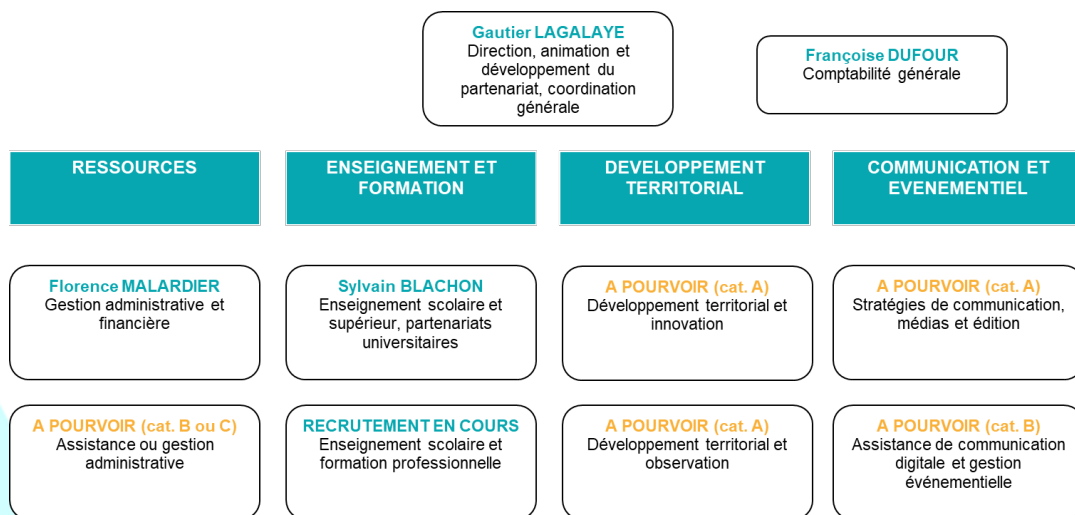 Gautier LAGALAYE
Direction, animation et
développement du
partenariat, coordination
générale
Françoise DUFOUR
Comptabilité générale
RESSOURCES
ENSEIGNEMENT ET
FORMATION
DEVELOPPEMENT
TERRITORIAL
COMMUNICATION ET
EVENEMENTIEL
Florence MALARDIER
Gestion administrative et
financière
Sylvain BLACHON
Enseignement scolaire et
supérieur, partenariats
universitaires
A POURVOIR (cat. A)
Développement territorial et
innovation
A POURVOIR (cat. A)
Stratégies de communication,
médias et édition
A POURVOIR (cat. B ou C)
Assistance ou gestion
administrative
RECRUTEMENT EN COURS
Enseignement scolaire et
formation professionnelle
A POURVOIR (cat. A)
Développement territorial et
observation
A POURVOIR (cat. B)
Assistance de communication
digitale et gestion
événementielle